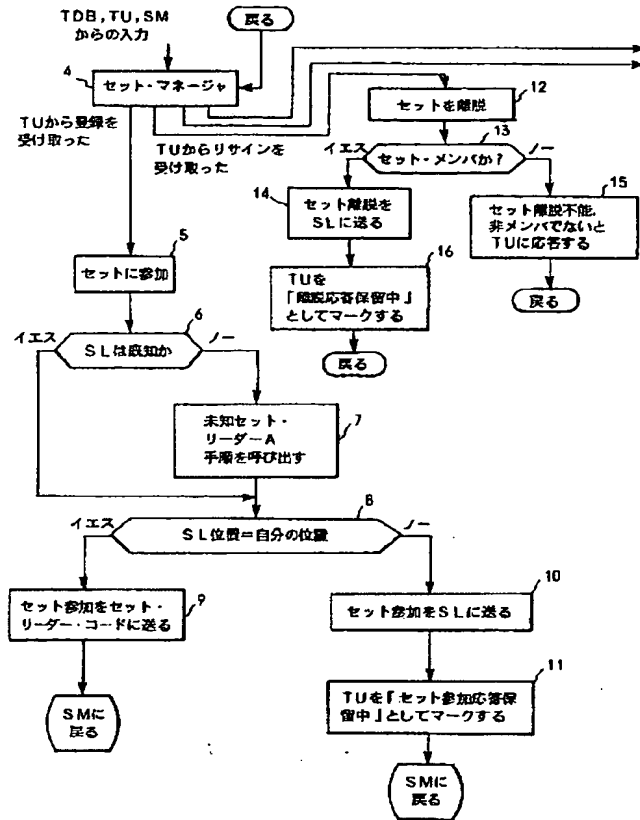 TDB,TU,SM
からの入力
戻る
4
セット・マネージャ
TUから登録を
受け取った
TUからリサインを
受け取った
12
セットを離脱
13
イエス
セット・メンバか?
ノー
14
セット離脱を
SLに送る
15
セット離脱不能,
非メンバでないと
TUに応答する
戻る
16
TUを
「離脱応答保留中」
としてマークする
戻る
5
セットに参加
6
イエス
SLは既知か
ノー
7
未知セット・
リーダーA
手順を呼び出す
8
イエス
SL位置=自分の位置
ノー
9
セット参加をセット・
リーダー・コードに送る
SMに
戻る
10
セット参加をSLに送る
11
TUを「セット参加応答保
留中」としてマークする
SMに
戻る